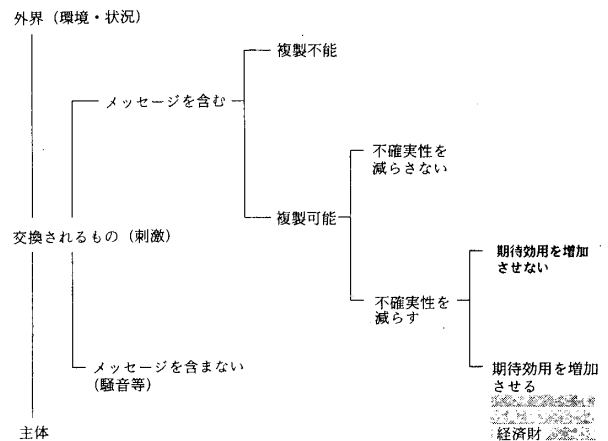 外界（環境・状況）
複製不能
メッセージを含む
不確実性を
減らさない
複製可能
交換されるもの（刺激）
期待効用を増加
させない
不確実性を
減らす
メッセージを含まない
（騒音等）
期待効用を増加
させる
主体
経済財